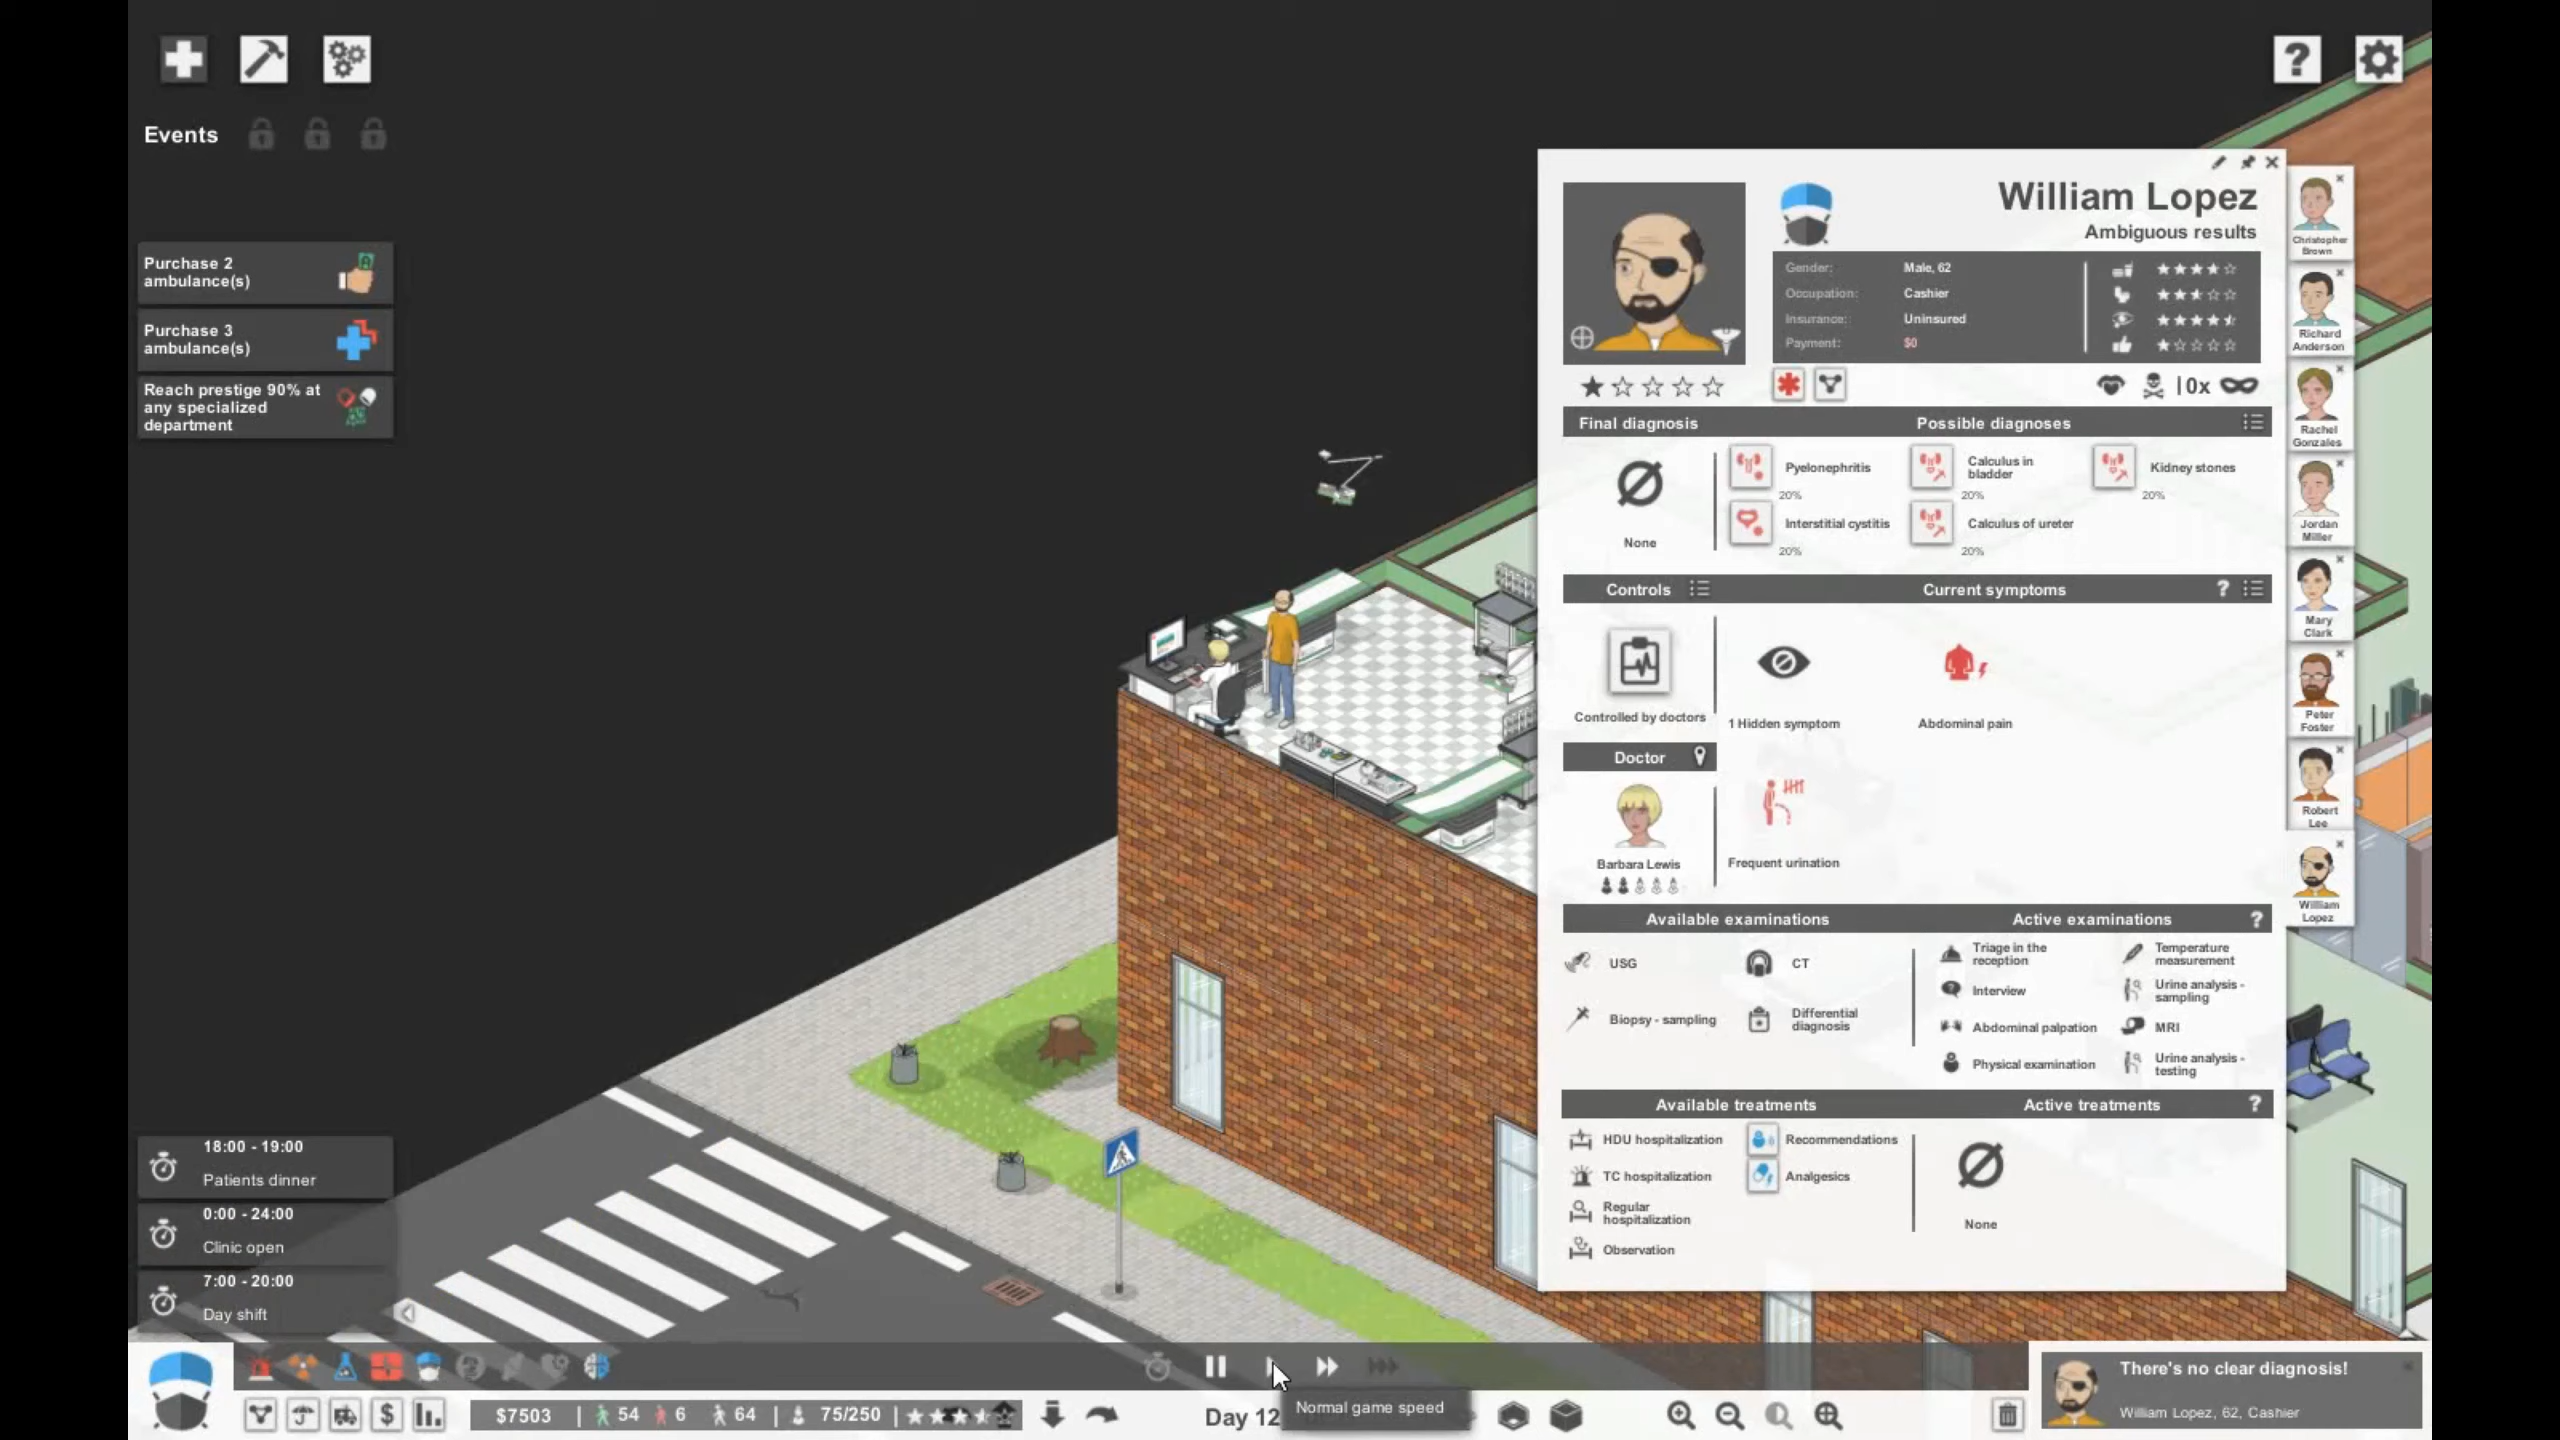 Events
Purchase 2
ambulance(s)
Purchase 3
ambulance(s)
Reach prestige 90% at
any specialized
department
18:00 - 19:00
Patients dinner
0:00 - 24:00
Clinic open
7:00 - 20:00
Day shift
William Lopez
Ambiguous results
Gender: Male, 62
Occupation: Cashier
Insurance: Uninsured
Payment: $0
| 0x
Final diagnosis
Possible diagnoses
None
Pyelonephritis
20%
Calculus in
bladder
20%
Kidney stones
20%
Interstitial cystitis
20%
Calculus of ureter
20%
Controls
Current symptoms
?
Controlled by doctors
1 Hidden symptom
Abdominal pain
Doctor
Barbara Lewis
Frequent urination
Available examinations
Active examinations
?
USG
CT
Biopsy - sampling
Differential
diagnosis
Triage in the
reception
Temperature
measurement
Interview
Urine analysis -
sampling
Abdominal palpation
MRI
Physical examination
Urine analysis -
testing
Available treatments
Active treatments
?
HDU hospitalization
Recommendations
TC hospitalization
Analgesics
Regular
hospitalization
Observation
None
Christopher
Brown
Richard
Anderson
Rachel
Gonzales
Jordan
Miller
Mary
Clark
Peter
Foster
Robert
Lee
William
Lopez
?
$7503 | 54 6 64 | 75/250 |
Day 12
Normal game speed
There's no clear diagnosis!
William Lopez, 62, Cashier